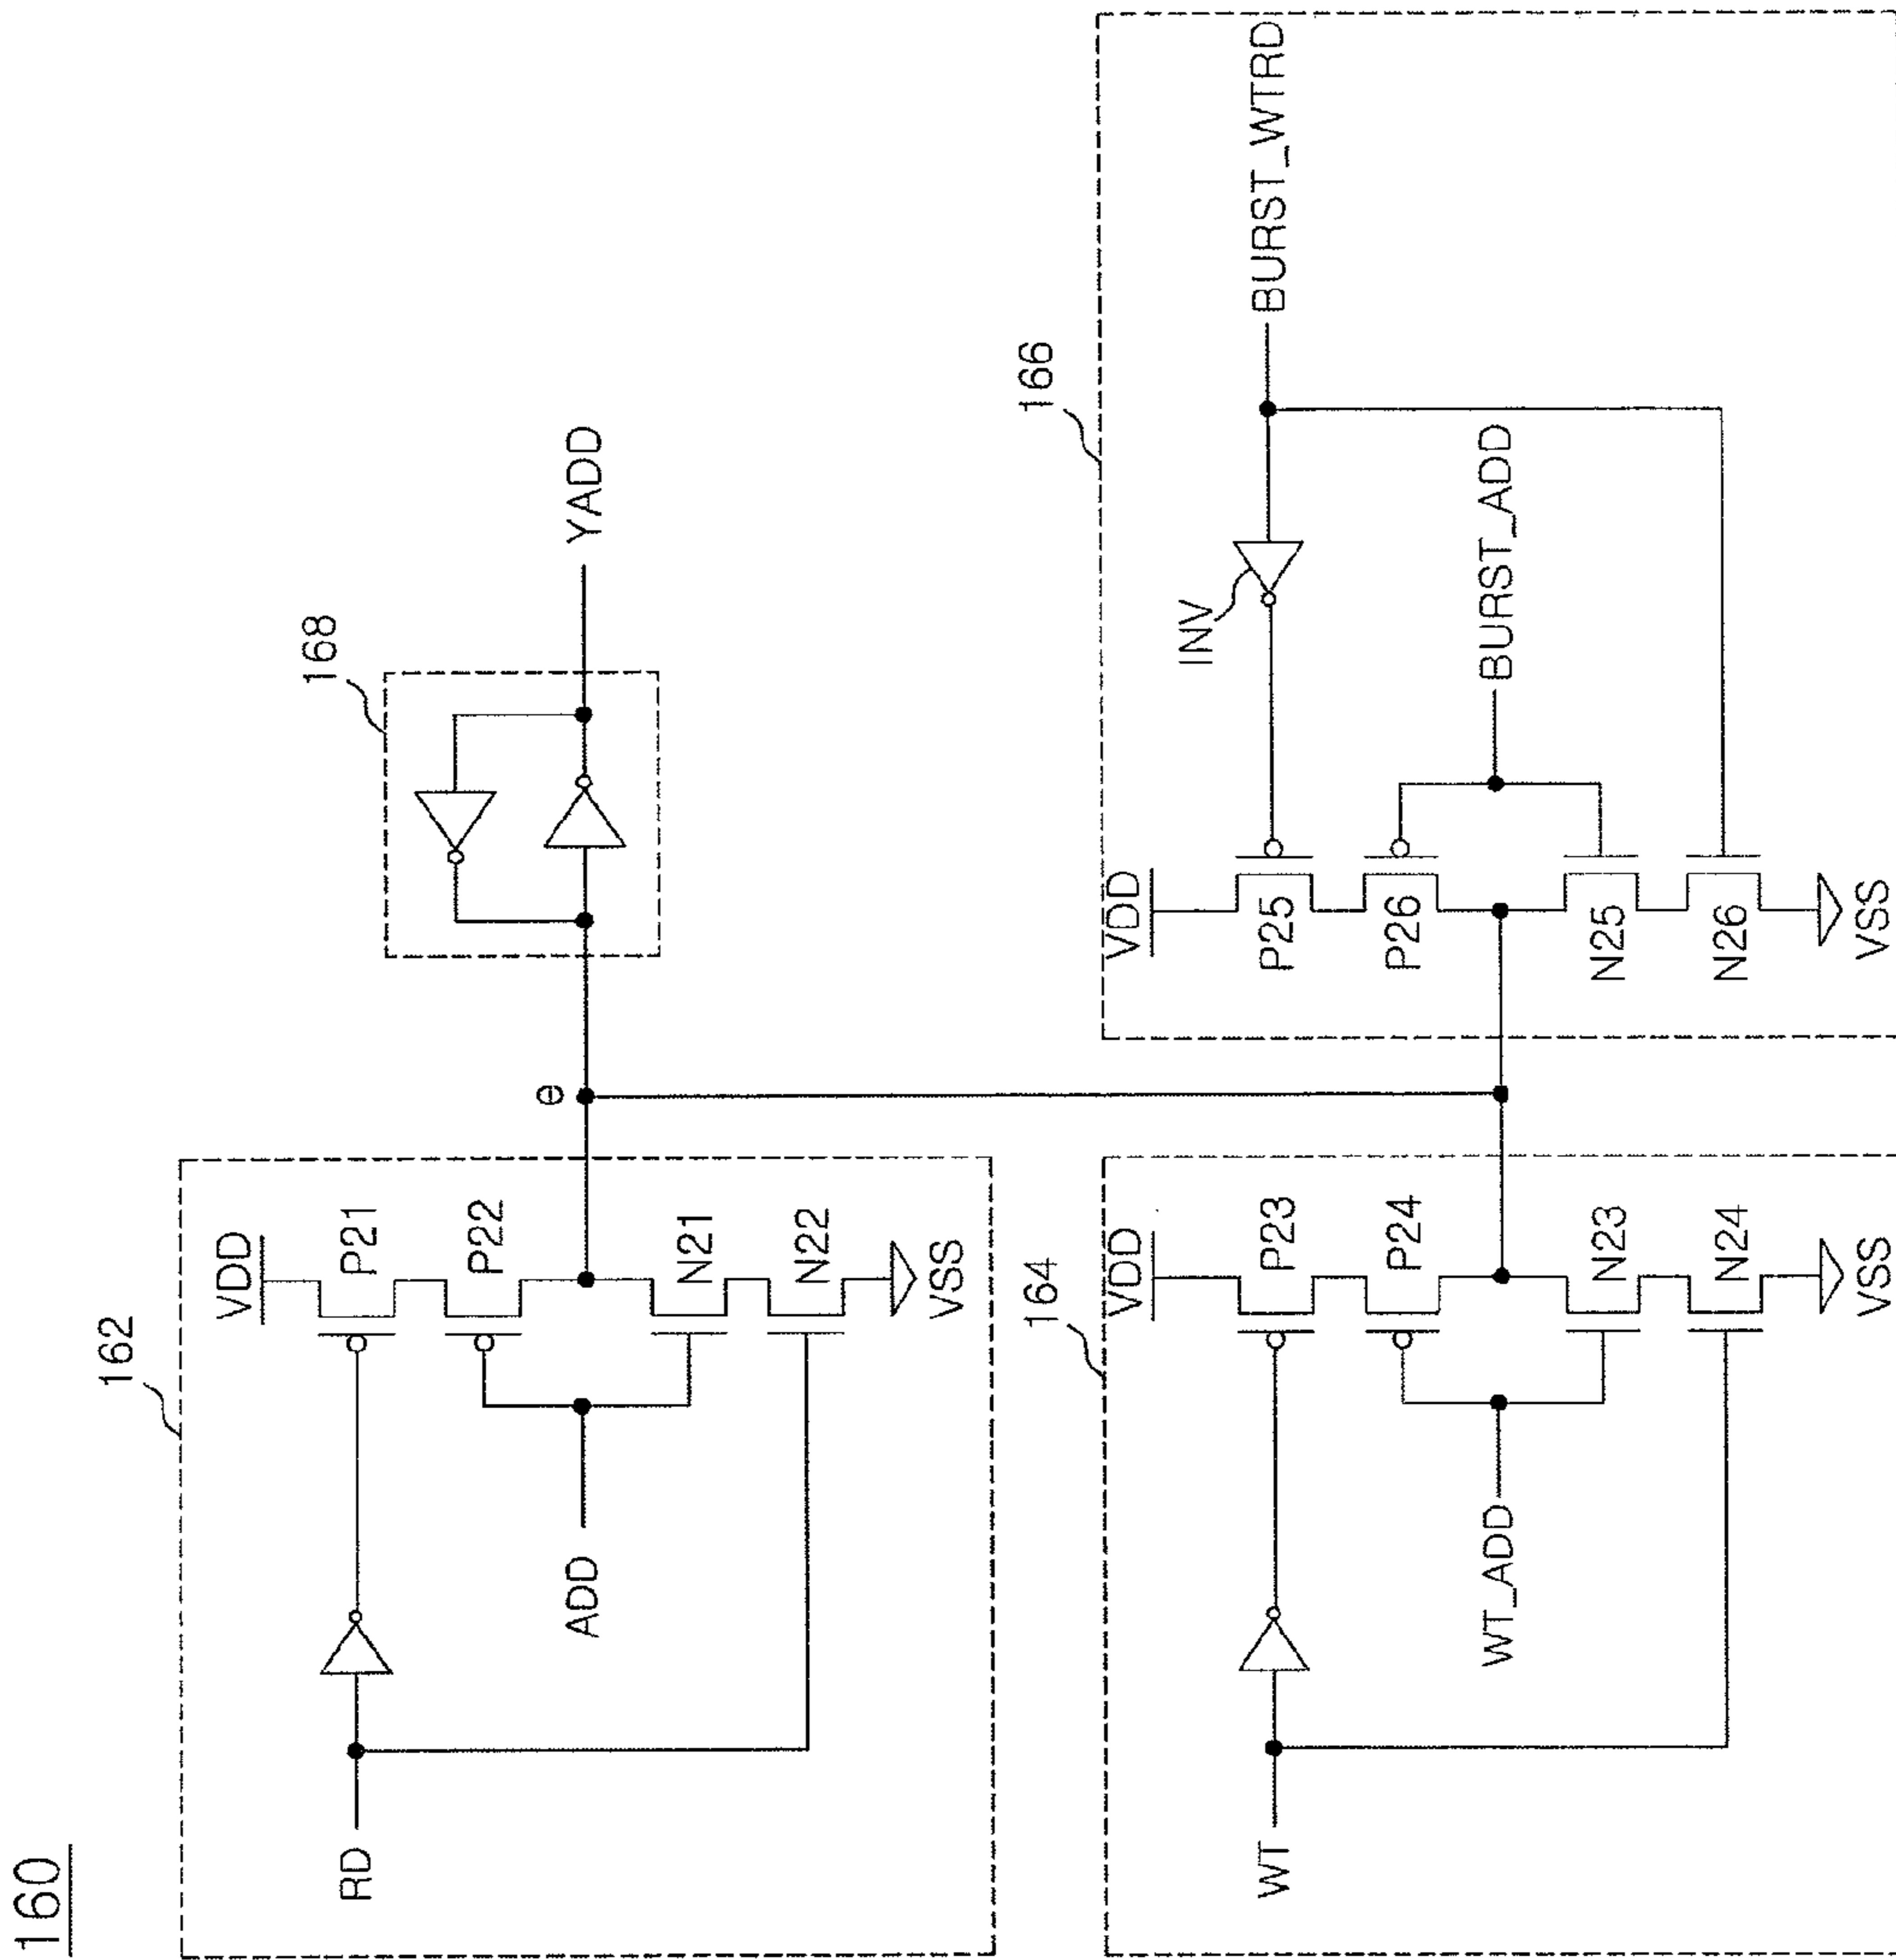 160
162
VDD
P21
P22
N21
N22
VSS
RD
ADD
e
168
YADD
164
VDD
P23
P24
N23
N24
VSS
WT
WT_ADD
166
VDD
P25
P26
N25
N26
VSS
INV
BURST_ADD
BURST_WTRD